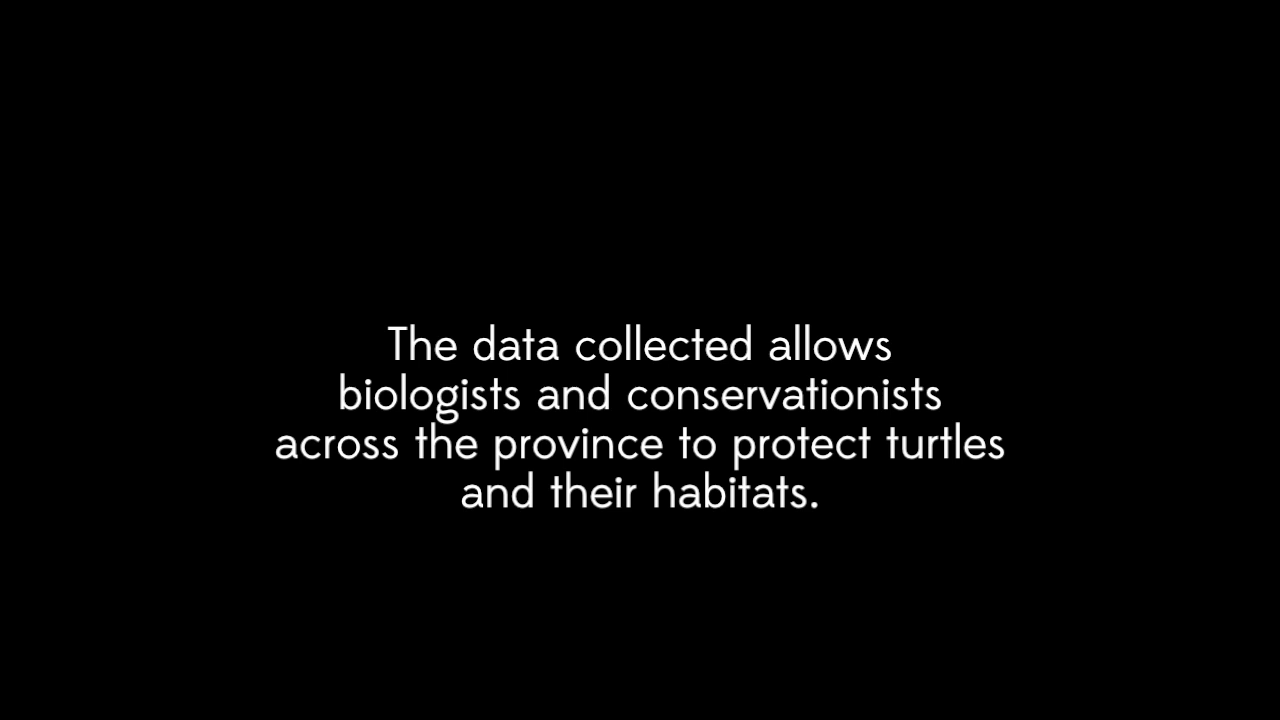 The data collected allows
biologists and conservationists
across the province to protect turtles
and their habitats.